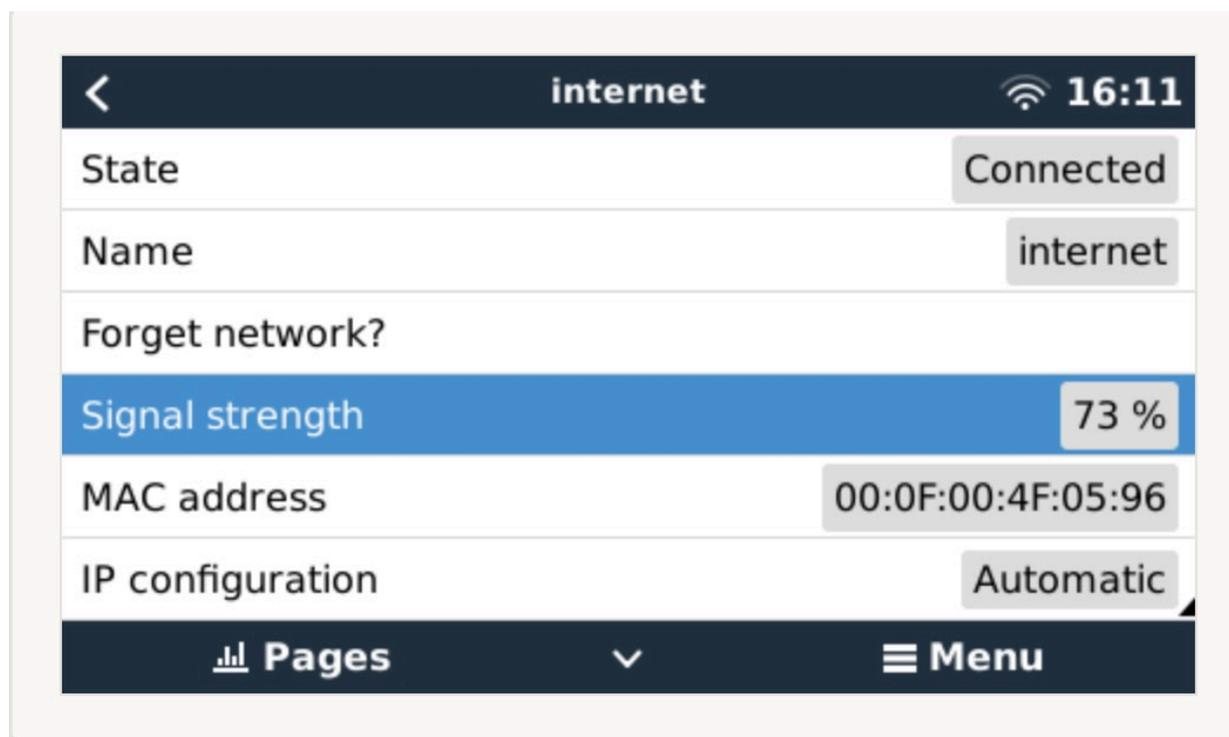 internet 16:11
State Connected
Name internet
Forget network?
Signal strength 73 %
MAC address 00:0F:00:4F:05:96
IP configuration Automatic
Pages Menu